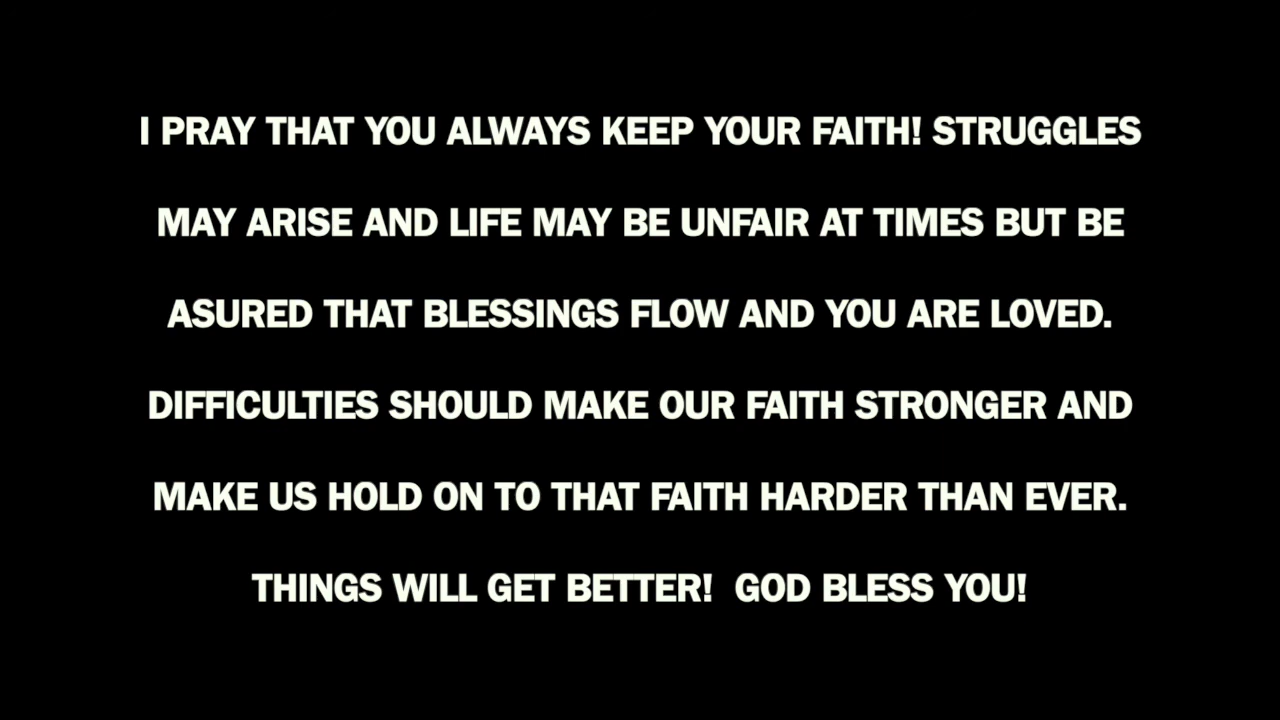 I PRAY THAT YOU ALWAYS KEEP YOUR FAITH! STRUGGLES
MAY ARISE AND LIFE MAY BE UNFAIR AT TIMES BUT BE
ASURED THAT BLESSINGS FLOW AND YOU ARE LOVED.
DIFFICULTIES SHOULD MAKE OUR FAITH STRONGER AND
MAKE US HOLD ON TO THAT FAITH HARDER THAN EVER.
THINGS WILL GET BETTER!  GOD BLESS YOU!